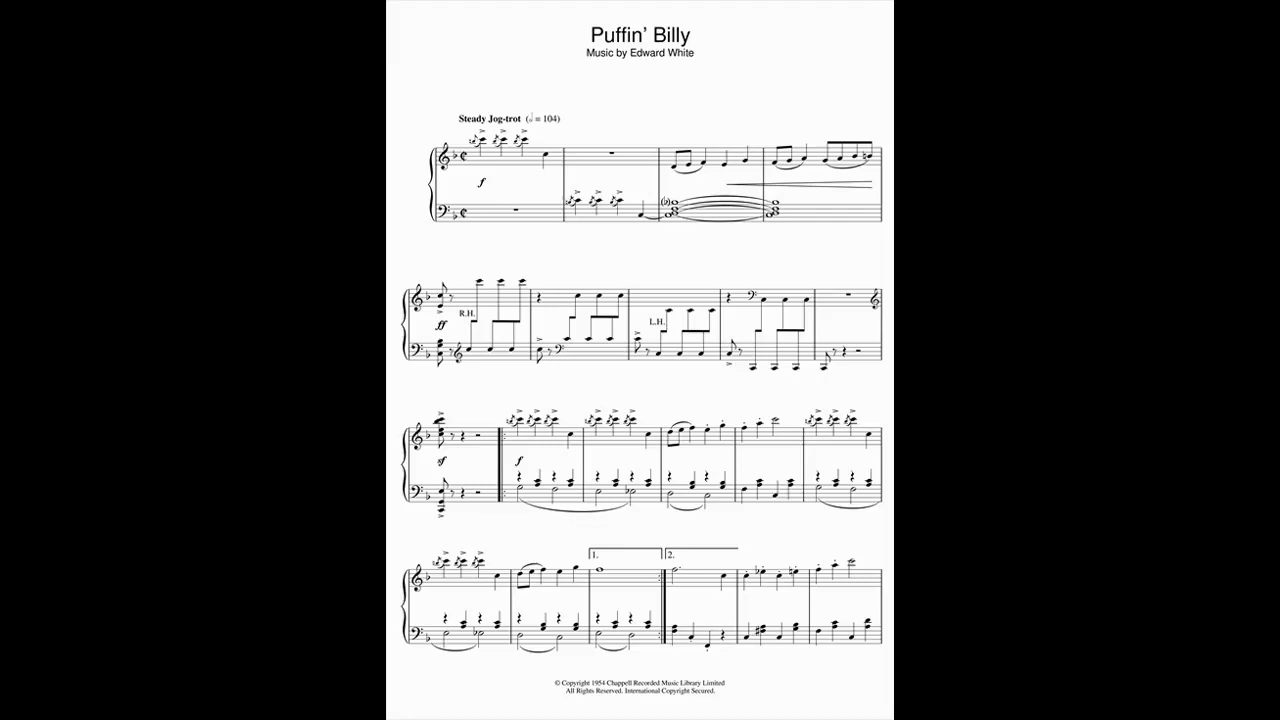 Puffin' Billy
Music by Edward White
Steady Jog-trot (𝅗𝅥 = 104)
f
R.H.
L.H.
ff
sf
f
1.
2.
© Copyright 1954 Chappell Recorded Music Library Limited
All Rights Reserved. International Copyright Secured.